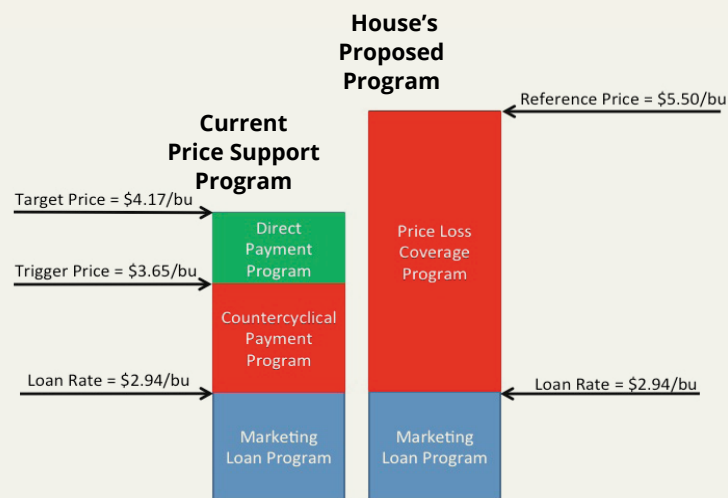 House's
Proposed
Program
Reference Price = $5.50/bu
Current
Price Support
Program
Target Price = $4.17/bu
Direct
Payment
Program
Price Loss
Coverage
Program
Trigger Price = $3.65/bu
Countercyclical
Payment
Program
Loan Rate = $2.94/bu
Loan Rate = $2.94/bu
Marketing
Loan Program
Marketing
Loan Program